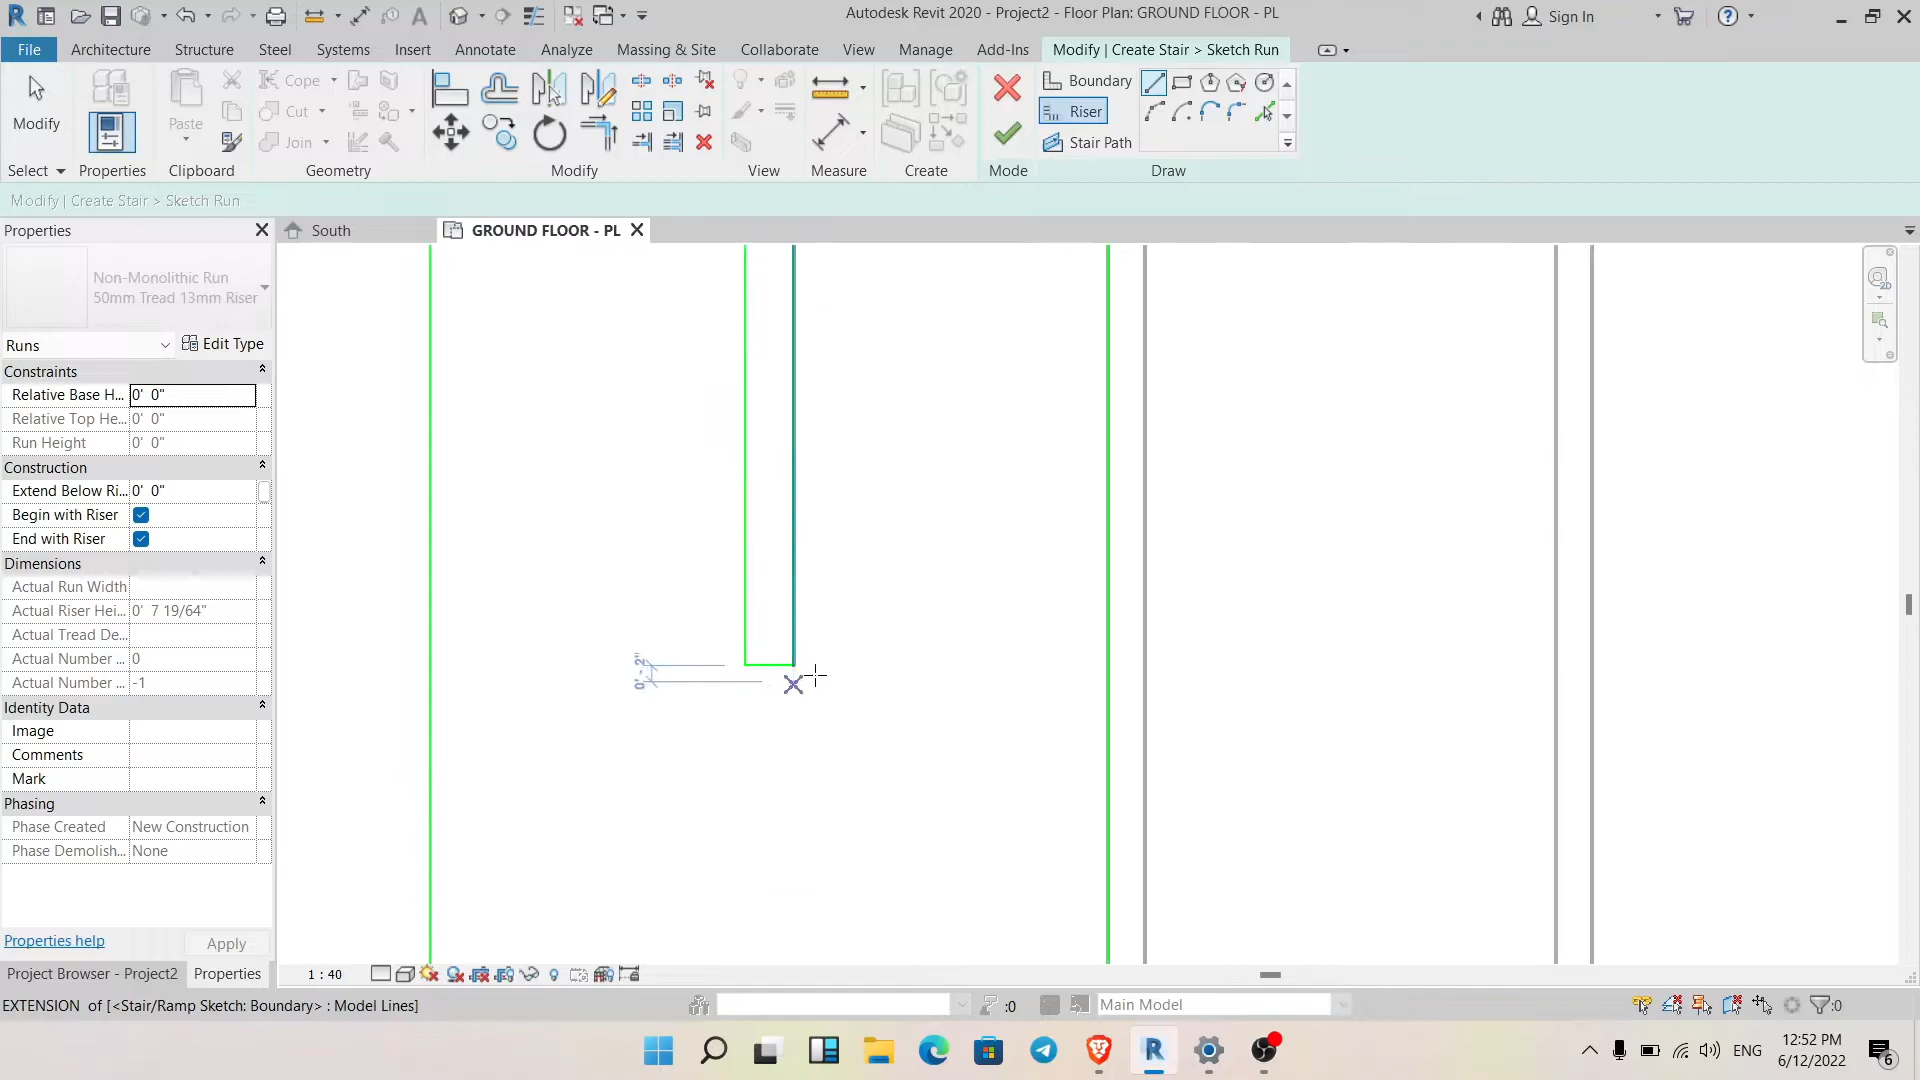 Autodesk Revit 2020 - Project2 - Floor Plan: GROUND FLOOR - PL
Sign In
File
Architecture
Structure
Steel
Systems
Insert
Annotate
Analyze
Massing & Site
Collaborate
View
Manage
Add-Ins
Modify | Create Stair > Sketch Run
Modify
Paste
Cope
Cut
Join
Boundary
Riser
Stair Path
Select
Properties
Clipboard
Geometry
Modify
View
Measure
Create
Mode
Draw
Modify | Create Stair > Sketch Run
Properties
South
GROUND FLOOR - PL
Non-Monolithic Run
50mm Tread 13mm Riser
Runs
Edit Type
Constraints
Relative Base H... 0' 0"
Relative Top He... 0' 0"
Run Height 0' 0"
Construction
Extend Below Ri... 0' 0"
Begin with Riser
End with Riser
Dimensions
Actual Run Width
Actual Riser Hei... 0' 7 19/64"
Actual Tread De...
Actual Number ... 0
Actual Number ... -1
Identity Data
Image
Comments
Mark
Phasing
Phase Created New Construction
Phase Demolish... None
0' - 2"
2D
Properties help
Apply
Project Browser - Project2
Properties
1 : 40
EXTENSION of [<Stair/Ramp Sketch: Boundary> : Model Lines]
:0
Main Model
:0
ENG
12:52 PM
6/12/2022
6